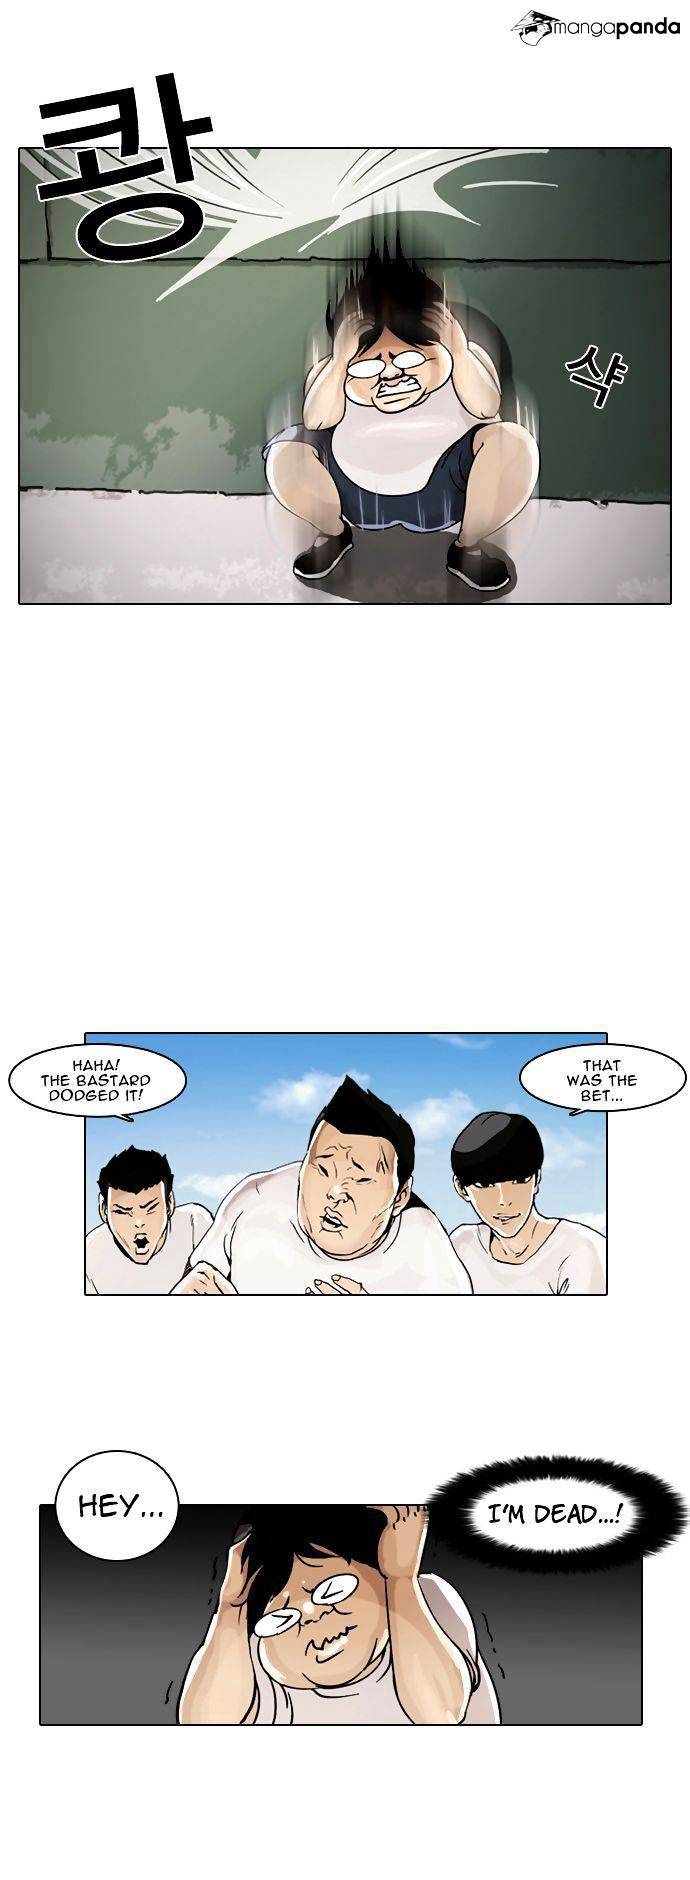 mangapanda
쾅
샥
HAHA!
THE BASTARD
DODGED IT!
THAT
WAS THE
BET...
HEY...
I'M DEAD...!